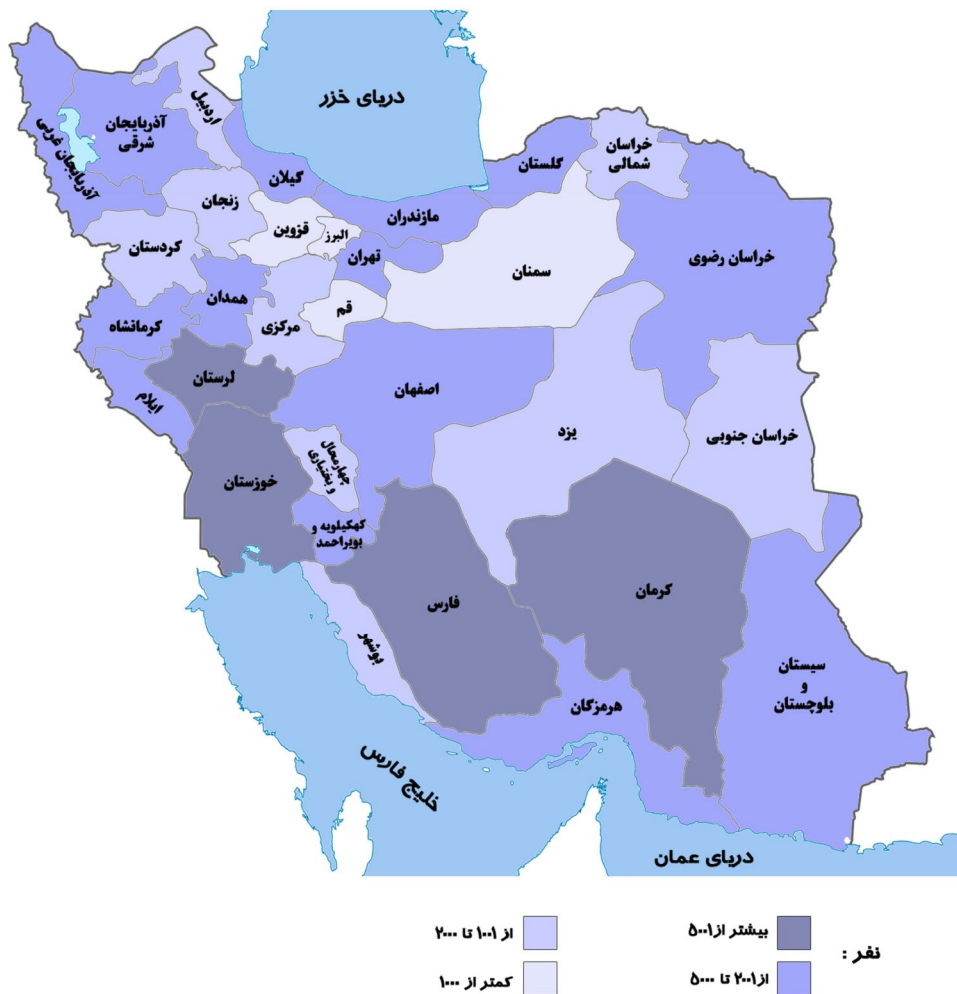 دریای خزر
اردبیل
آذربایجان
شرقی
آذربایجان غربی
گیلان
گلستان
خراسان
شمالی
زنجان
مازندران
قزوین
البرز
کردستان
تهران
سمنان
خراسان رضوی
همدان
قم
مرکزی
کرمانشاه
لرستان
ایلام
اصفهان
یزد
خراسان جنوبی
چهارمحال
و بختیاری
خوزستان
کهکیلویه و
بویراحمد
فارس
کرمان
بوشهر
سیستان
و
بلوچستان
هرمزگان
خلیج فارس
دریای عمان
نفر :
بیشتر از ۵۰۰۱
از ۲۰۰۱ تا ۵۰۰۰
از ۱۰۰۱ تا ۲۰۰۰
کمتر از ۱۰۰۰